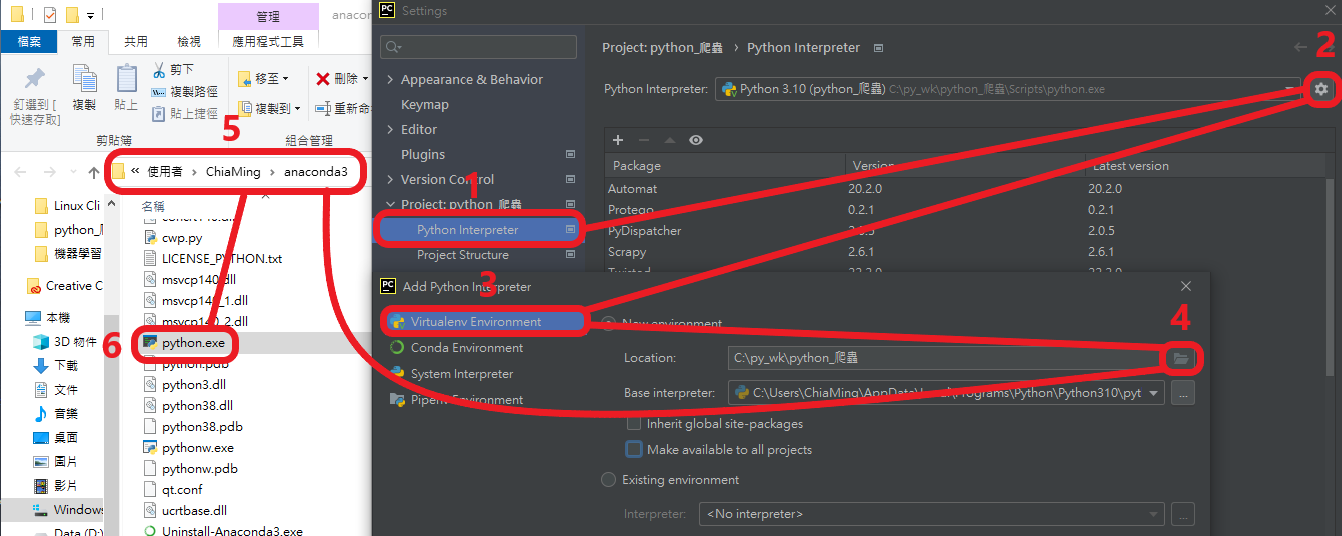 管理
anacon
檔案
常用
共用
檢視
應用程式工具
釘選到 [
快速存取]
複製
貼上
剪下
複製路徑
貼上捷徑
剪貼簿
移至
複製到
刪除
重新命
組合管理
5
« 使用者 > ChiaMing > anaconda3
名稱
Linux Cli
python_爬
機器學習
Creative C
本機
3D 物件
下載
文件
音樂
桌面
圖片
影片
Windows
Data (D:)
concrt140.dll
cwp.py
LICENSE_PYTHON.txt
msvcp140.dll
msvcp140_1.dll
msvcp140_2.dll
6
python.exe
python.pdb
python3.dll
python38.dll
python38.pdb
pythonw.exe
pythonw.pdb
qt.conf
ucrtbase.dll
Uninstall-Anaconda3.exe
PC
Settings
Appearance & Behavior
Keymap
Editor
Plugins
Version Control
Project: python_爬蟲
1
Python Interpreter
Project Structure
Project: python_爬蟲 > Python Interpreter
2
Python Interpreter:
Python 3.10 (python_爬蟲) C:\py_wk\python_爬蟲\Scripts\python.exe
Package Version Latest version
Automat 20.2.0 20.2.0
Protego 0.2.1 0.2.1
PyDispatcher 2.0.5 2.0.5
Scrapy 2.6.1 2.6.1
Twisted 22.2.0 22.2.0
PC
Add Python Interpreter
3
Virtualenv Environment
Conda Environment
System Interpreter
Pipenv Environment
New environment
4
Location:
C:\py_wk\python_爬蟲
Base interpreter:
C:\Users\ChiaMing\AppData\Local\Programs\Python\Python310\pyt
...
Inherit global site-packages
Make available to all projects
Existing environment
Interpreter:
<No interpreter>
...